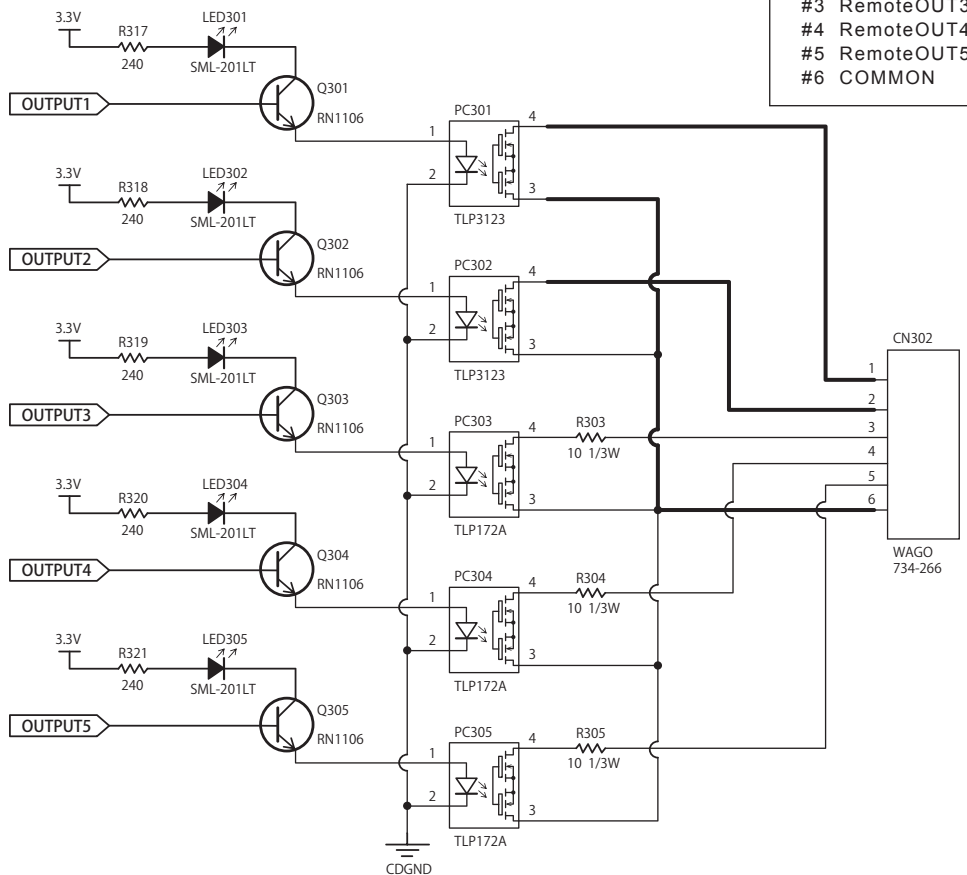 #3 RemoteOUT3
#4 RemoteOUT4
#5 RemoteOUT5
#6 COMMON
3.3V
R317
240
LED301
SML-201LT
OUTPUT1
Q301
RN1106
PC301
1
2
4
3
TLP3123
3.3V
R318
240
LED302
SML-201LT
OUTPUT2
Q302
RN1106
PC302
1
2
4
3
TLP3123
3.3V
R319
240
LED303
SML-201LT
OUTPUT3
Q303
RN1106
PC303
1
2
4
3
TLP172A
R303
10 1/3W
3.3V
R320
240
LED304
SML-201LT
OUTPUT4
Q304
RN1106
PC304
1
2
4
3
TLP172A
R304
10 1/3W
3.3V
R321
240
LED305
SML-201LT
OUTPUT5
Q305
RN1106
PC305
1
2
4
3
TLP172A
R305
10 1/3W
CDGND
CN302
1
2
3
4
5
6
WAGO
734-266